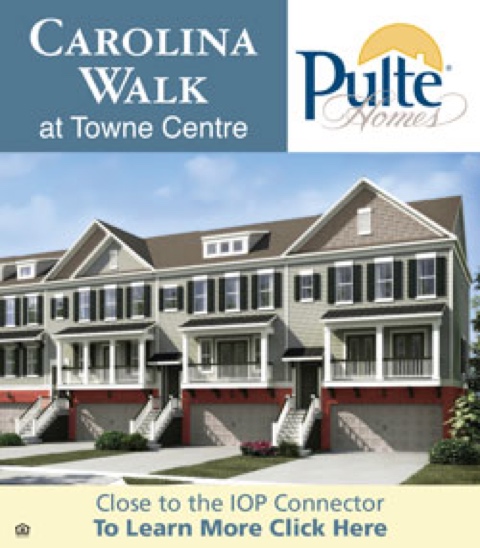 CAROLINA
WALK
at Towne Centre
Pulte®
Homes
Close to the IOP Connector
To Learn More Click Here